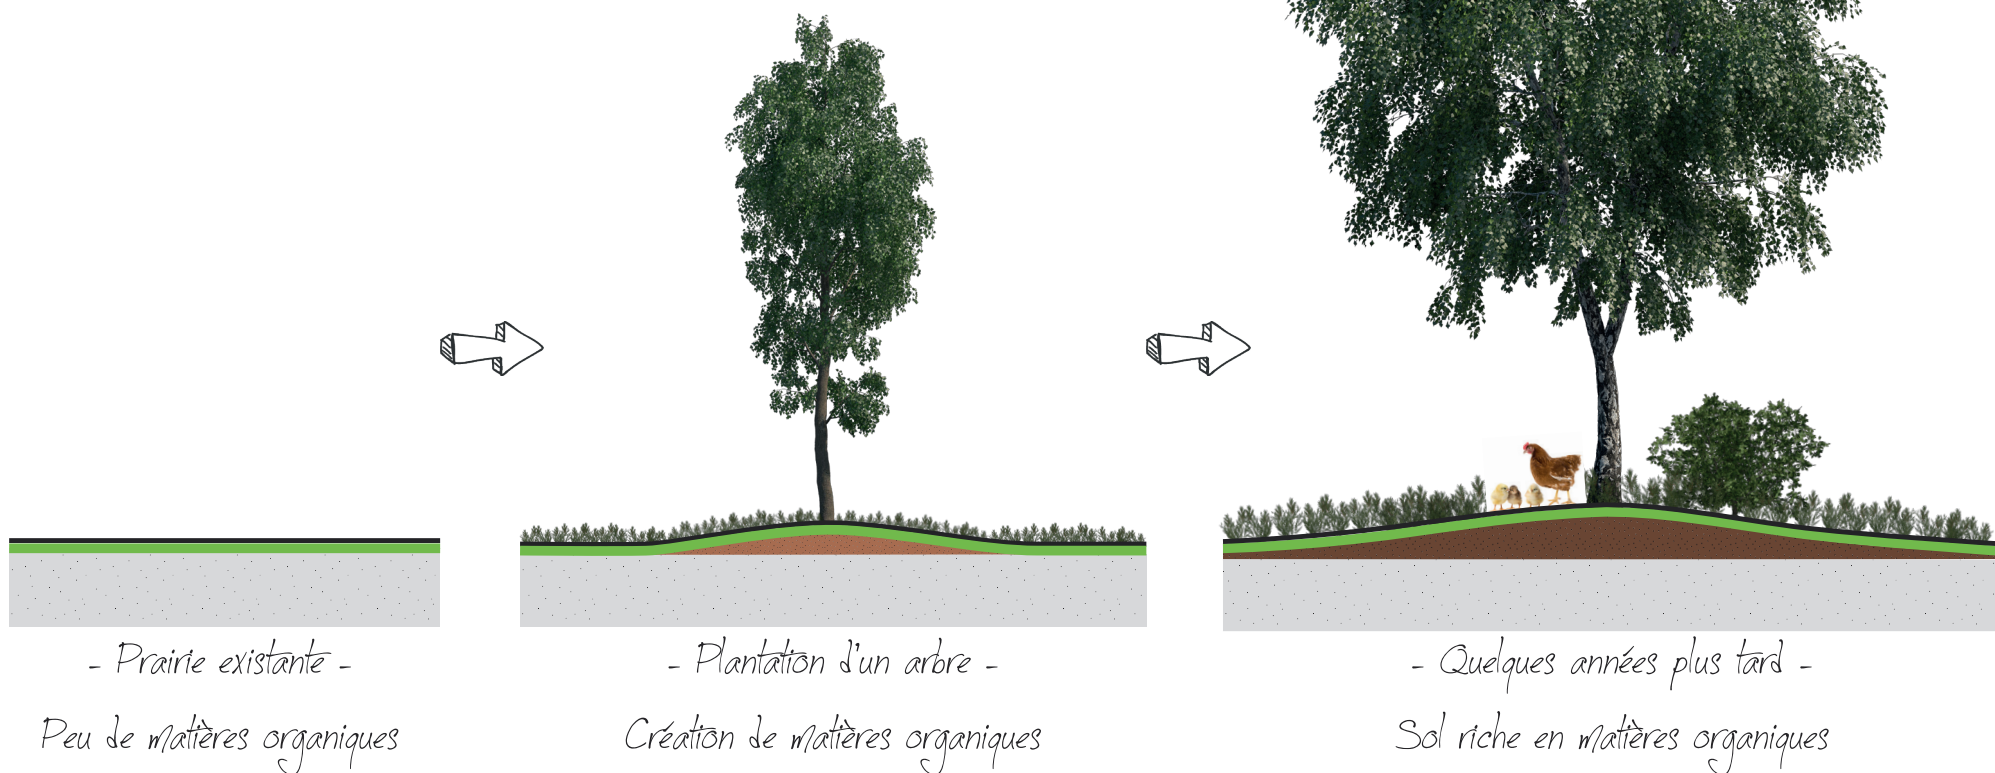 - Prairie existante -
Peu de matières organiques
- Plantation d'un arbre -
Création de matières organiques
- Quelques années plus tard -
Sol riche en matières organiques